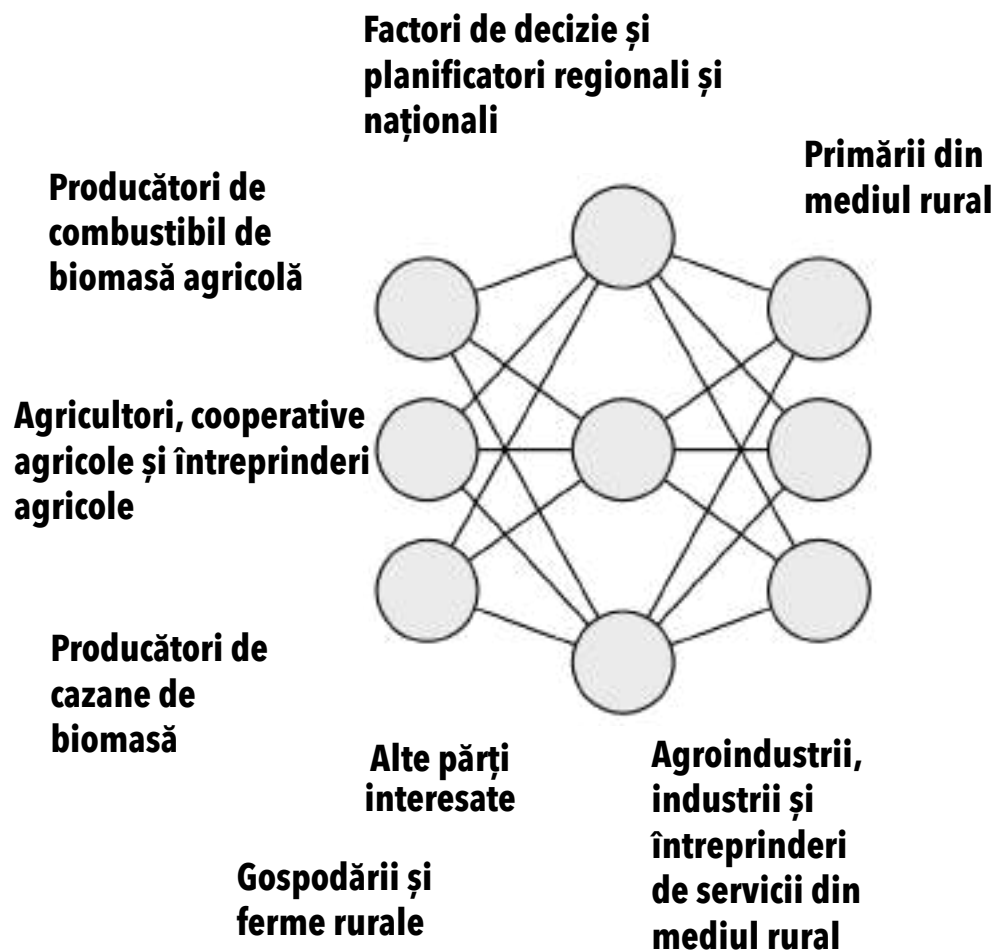 Factori de decizie și
planificatori regionali și
naționali
Primării din
mediul rural
Producători de
combustibil de
biomasă agricolă
Agricultori, cooperative
agricole și întreprinderi
agricole
Producători de
cazane de
biomasă
Alte părți
interesate
Agroindustrii,
industrii și
întreprinderi
de servicii din
mediul rural
Gospodării și
ferme rurale